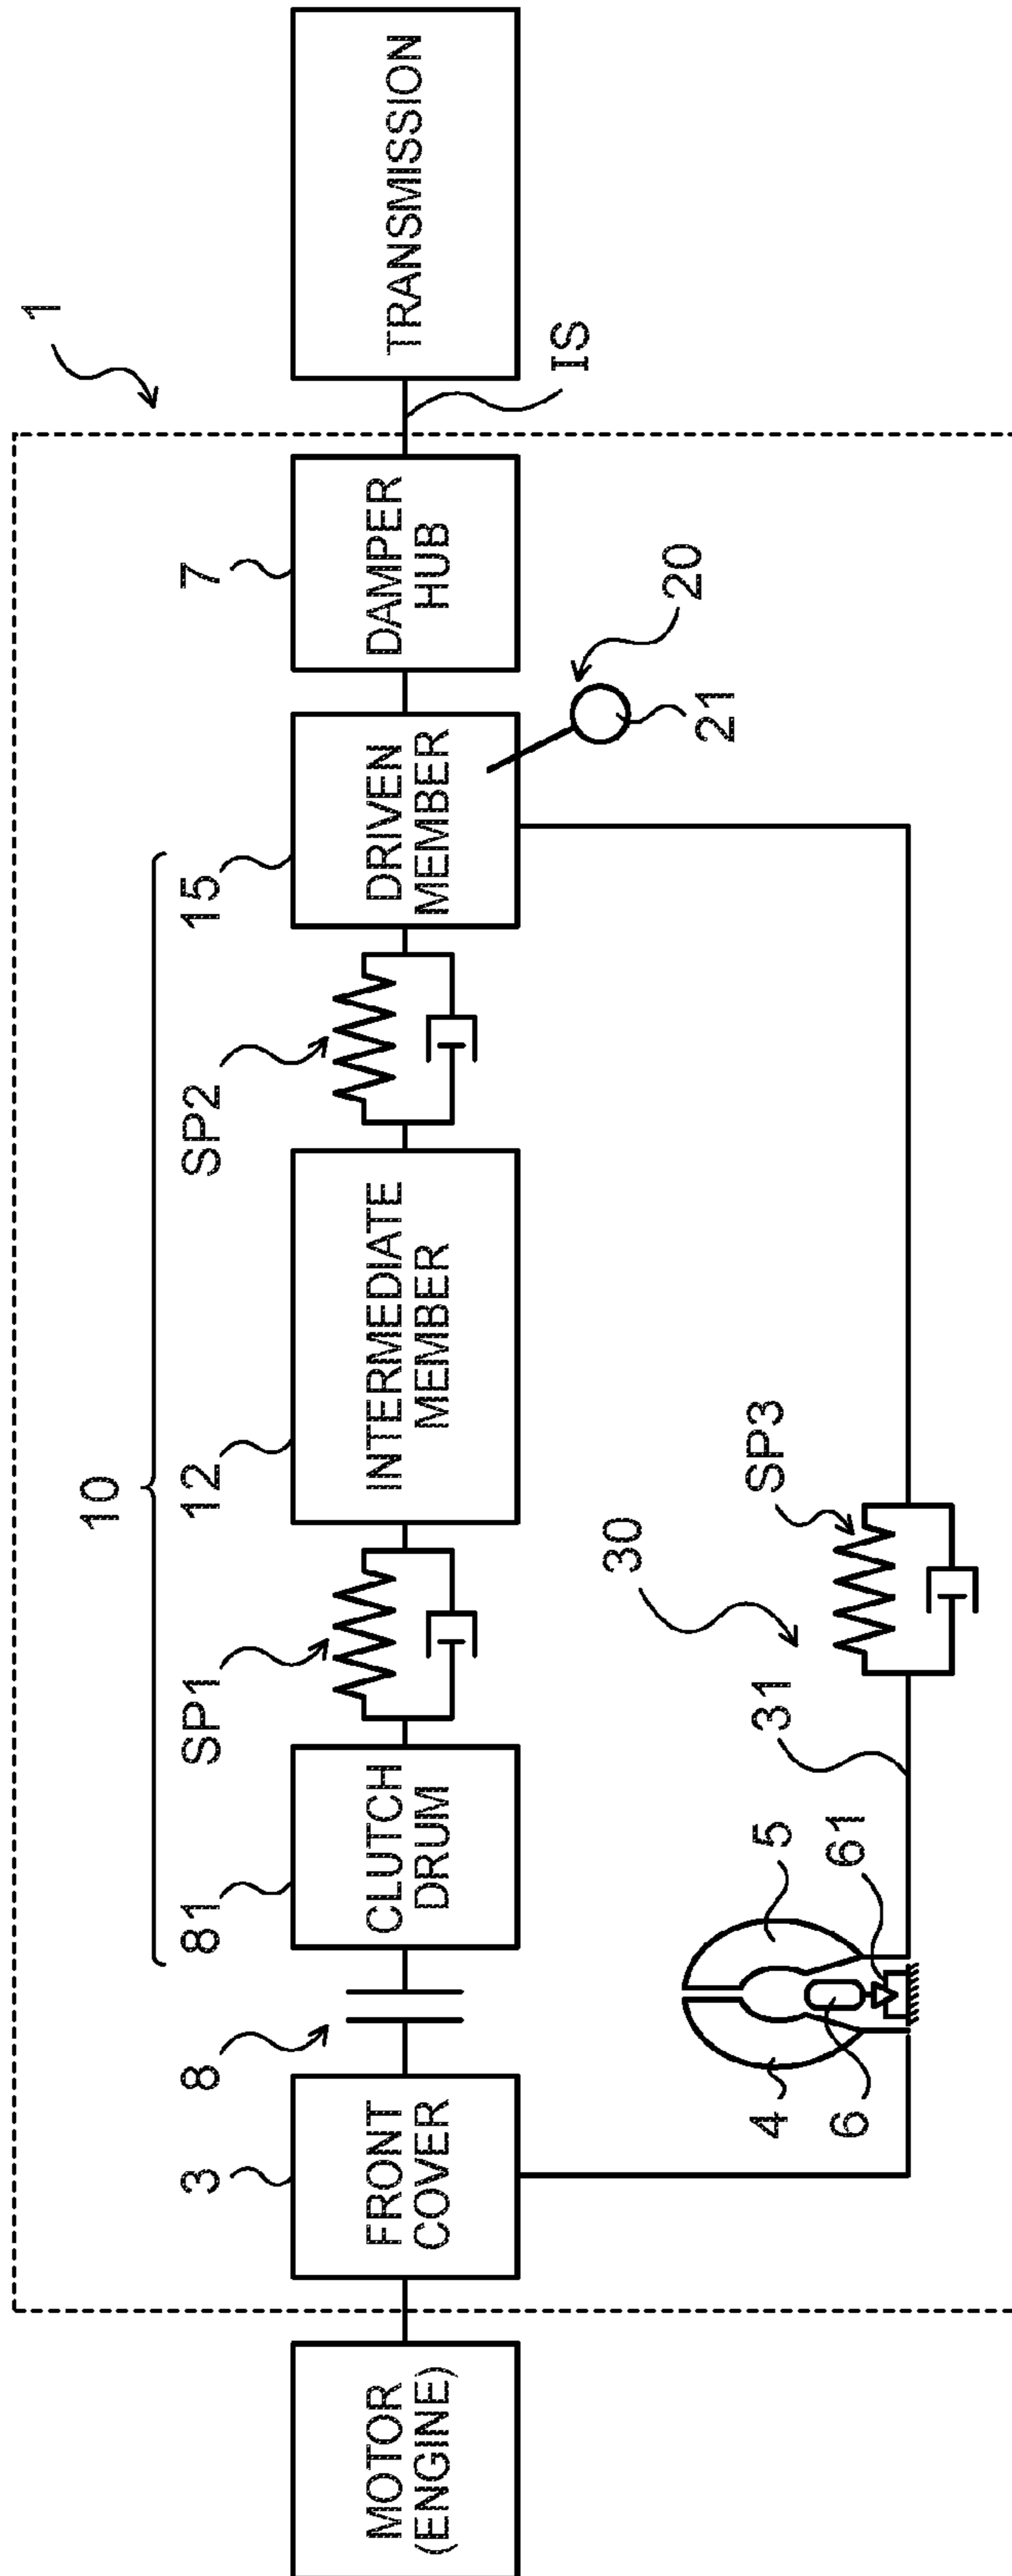 1
10
3
8
81
SP1
12
SP2
15
7
MOTOR
(ENGINE)
FRONT
COVER
CLUTCH
DRUM
INTERMEDIATE
MEMBER
DRIVEN
MEMBER
DAMPER
HUB
TRANSMISSION
IS
20
21
30
SP3
31
4
6
5
61